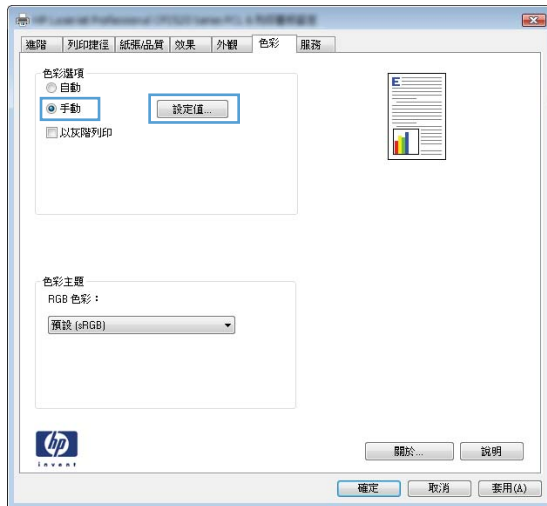 進階 列印捷徑 紙張/品質 效果 外觀 色彩 服務
色彩選項
自動
手動
設定值...
以灰階列印
E
色彩主題
RGB 色彩：
預設 (sRGB)
hp
invent
關於... 說明
確定 取消 套用(A)